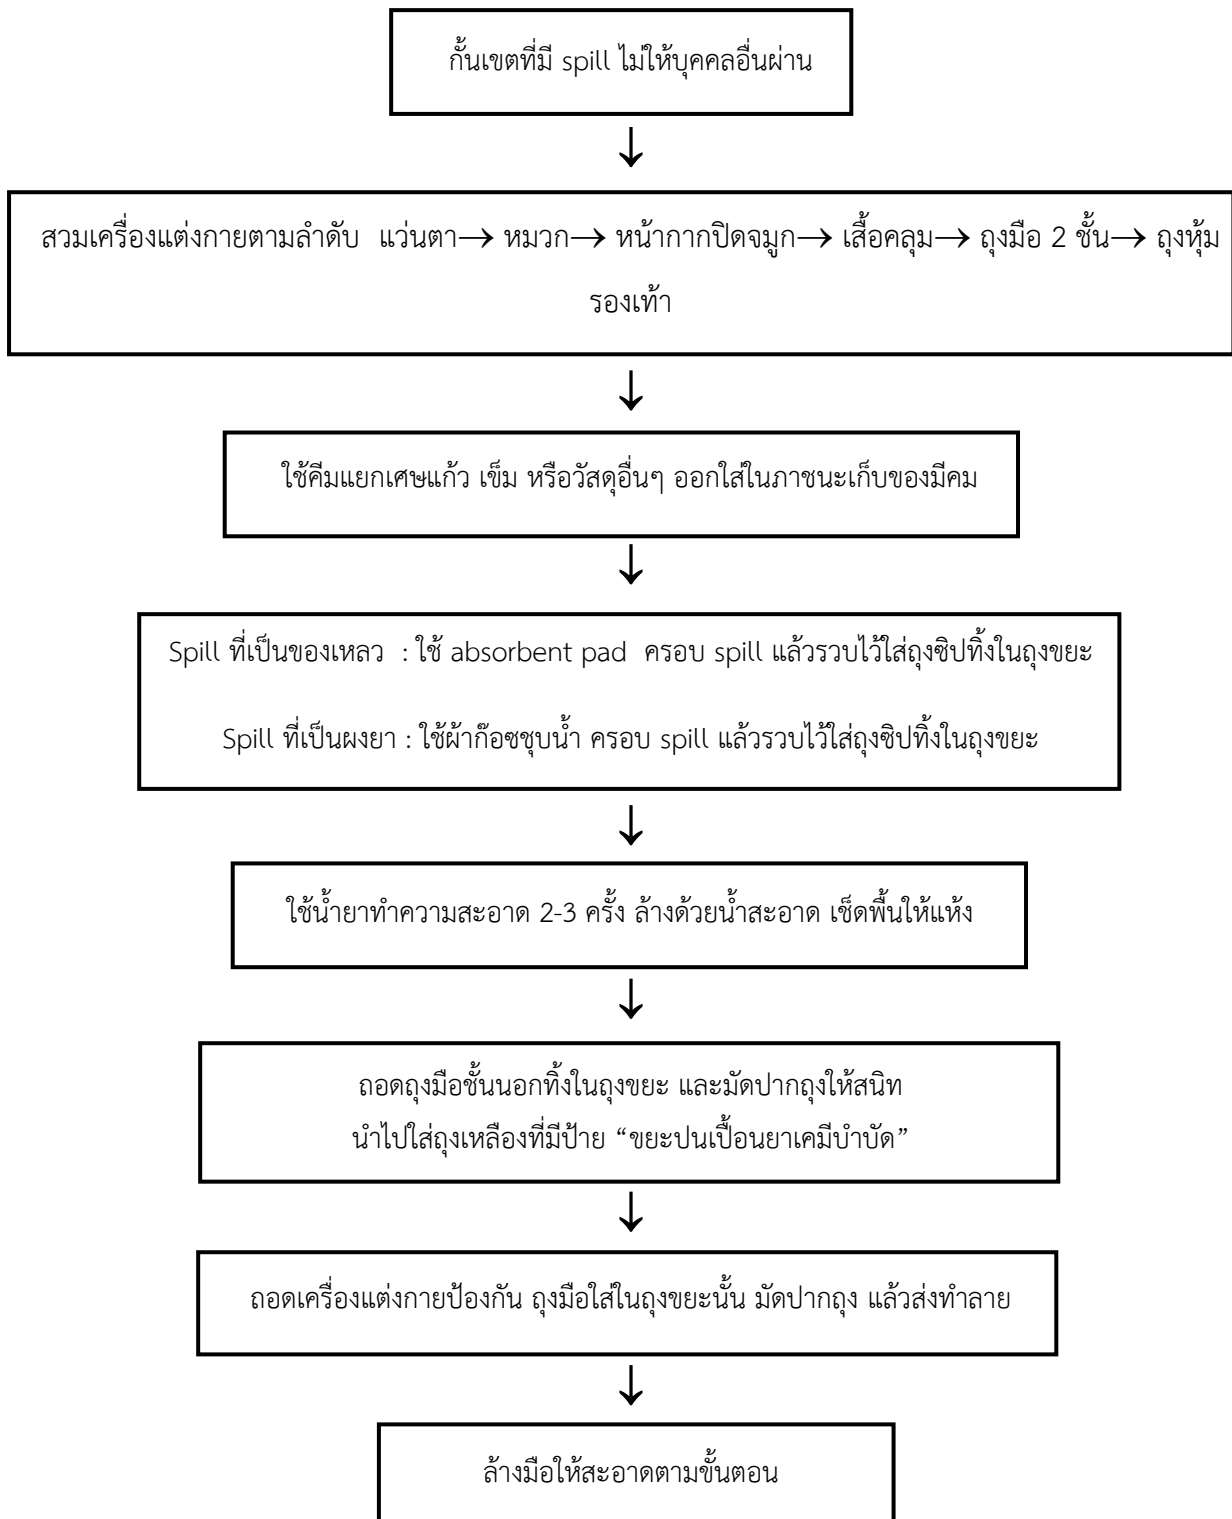 กั้นเขตที่มี spill ไม่ให้บุคคลอื่นผ่าน
สวมเครื่องแต่งกายตามลำดับ แว่นตา→ หมวก→ หน้ากากปิดจมูก→ เสื้อคลุม→ ถุงมือ 2 ชั้น→ ถุงหุ้ม
รองเท้า
ใช้คีมแยกเศษแก้ว เข็ม หรือวัสดุอื่นๆ ออกใส่ในภาชนะเก็บของมีคม
Spill ที่เป็นของเหลว : ใช้ absorbent pad ครอบ spill แล้วรวบไว้ใส่ถุงซิปทิ้งในถุงขยะ
Spill ที่เป็นผงยา : ใช้ผ้าก๊อซชุบน้ำ ครอบ spill แล้วรวบไว้ใส่ถุงซิปทิ้งในถุงขยะ
ใช้น้ำยาทำความสะอาด 2-3 ครั้ง ล้างด้วยน้ำสะอาด เช็ดพื้นให้แห้ง
ถอดถุงมือชั้นนอกทิ้งในถุงขยะ และมัดปากถุงให้สนิท
นำไปใส่ถุงเหลืองที่มีป้าย “ขยะปนเปื้อนยาเคมีบำบัด”
ถอดเครื่องแต่งกายป้องกัน ถุงมือใส่ในถุงขยะนั้น มัดปากถุง แล้วส่งทำลาย
ล้างมือให้สะอาดตามขั้นตอน